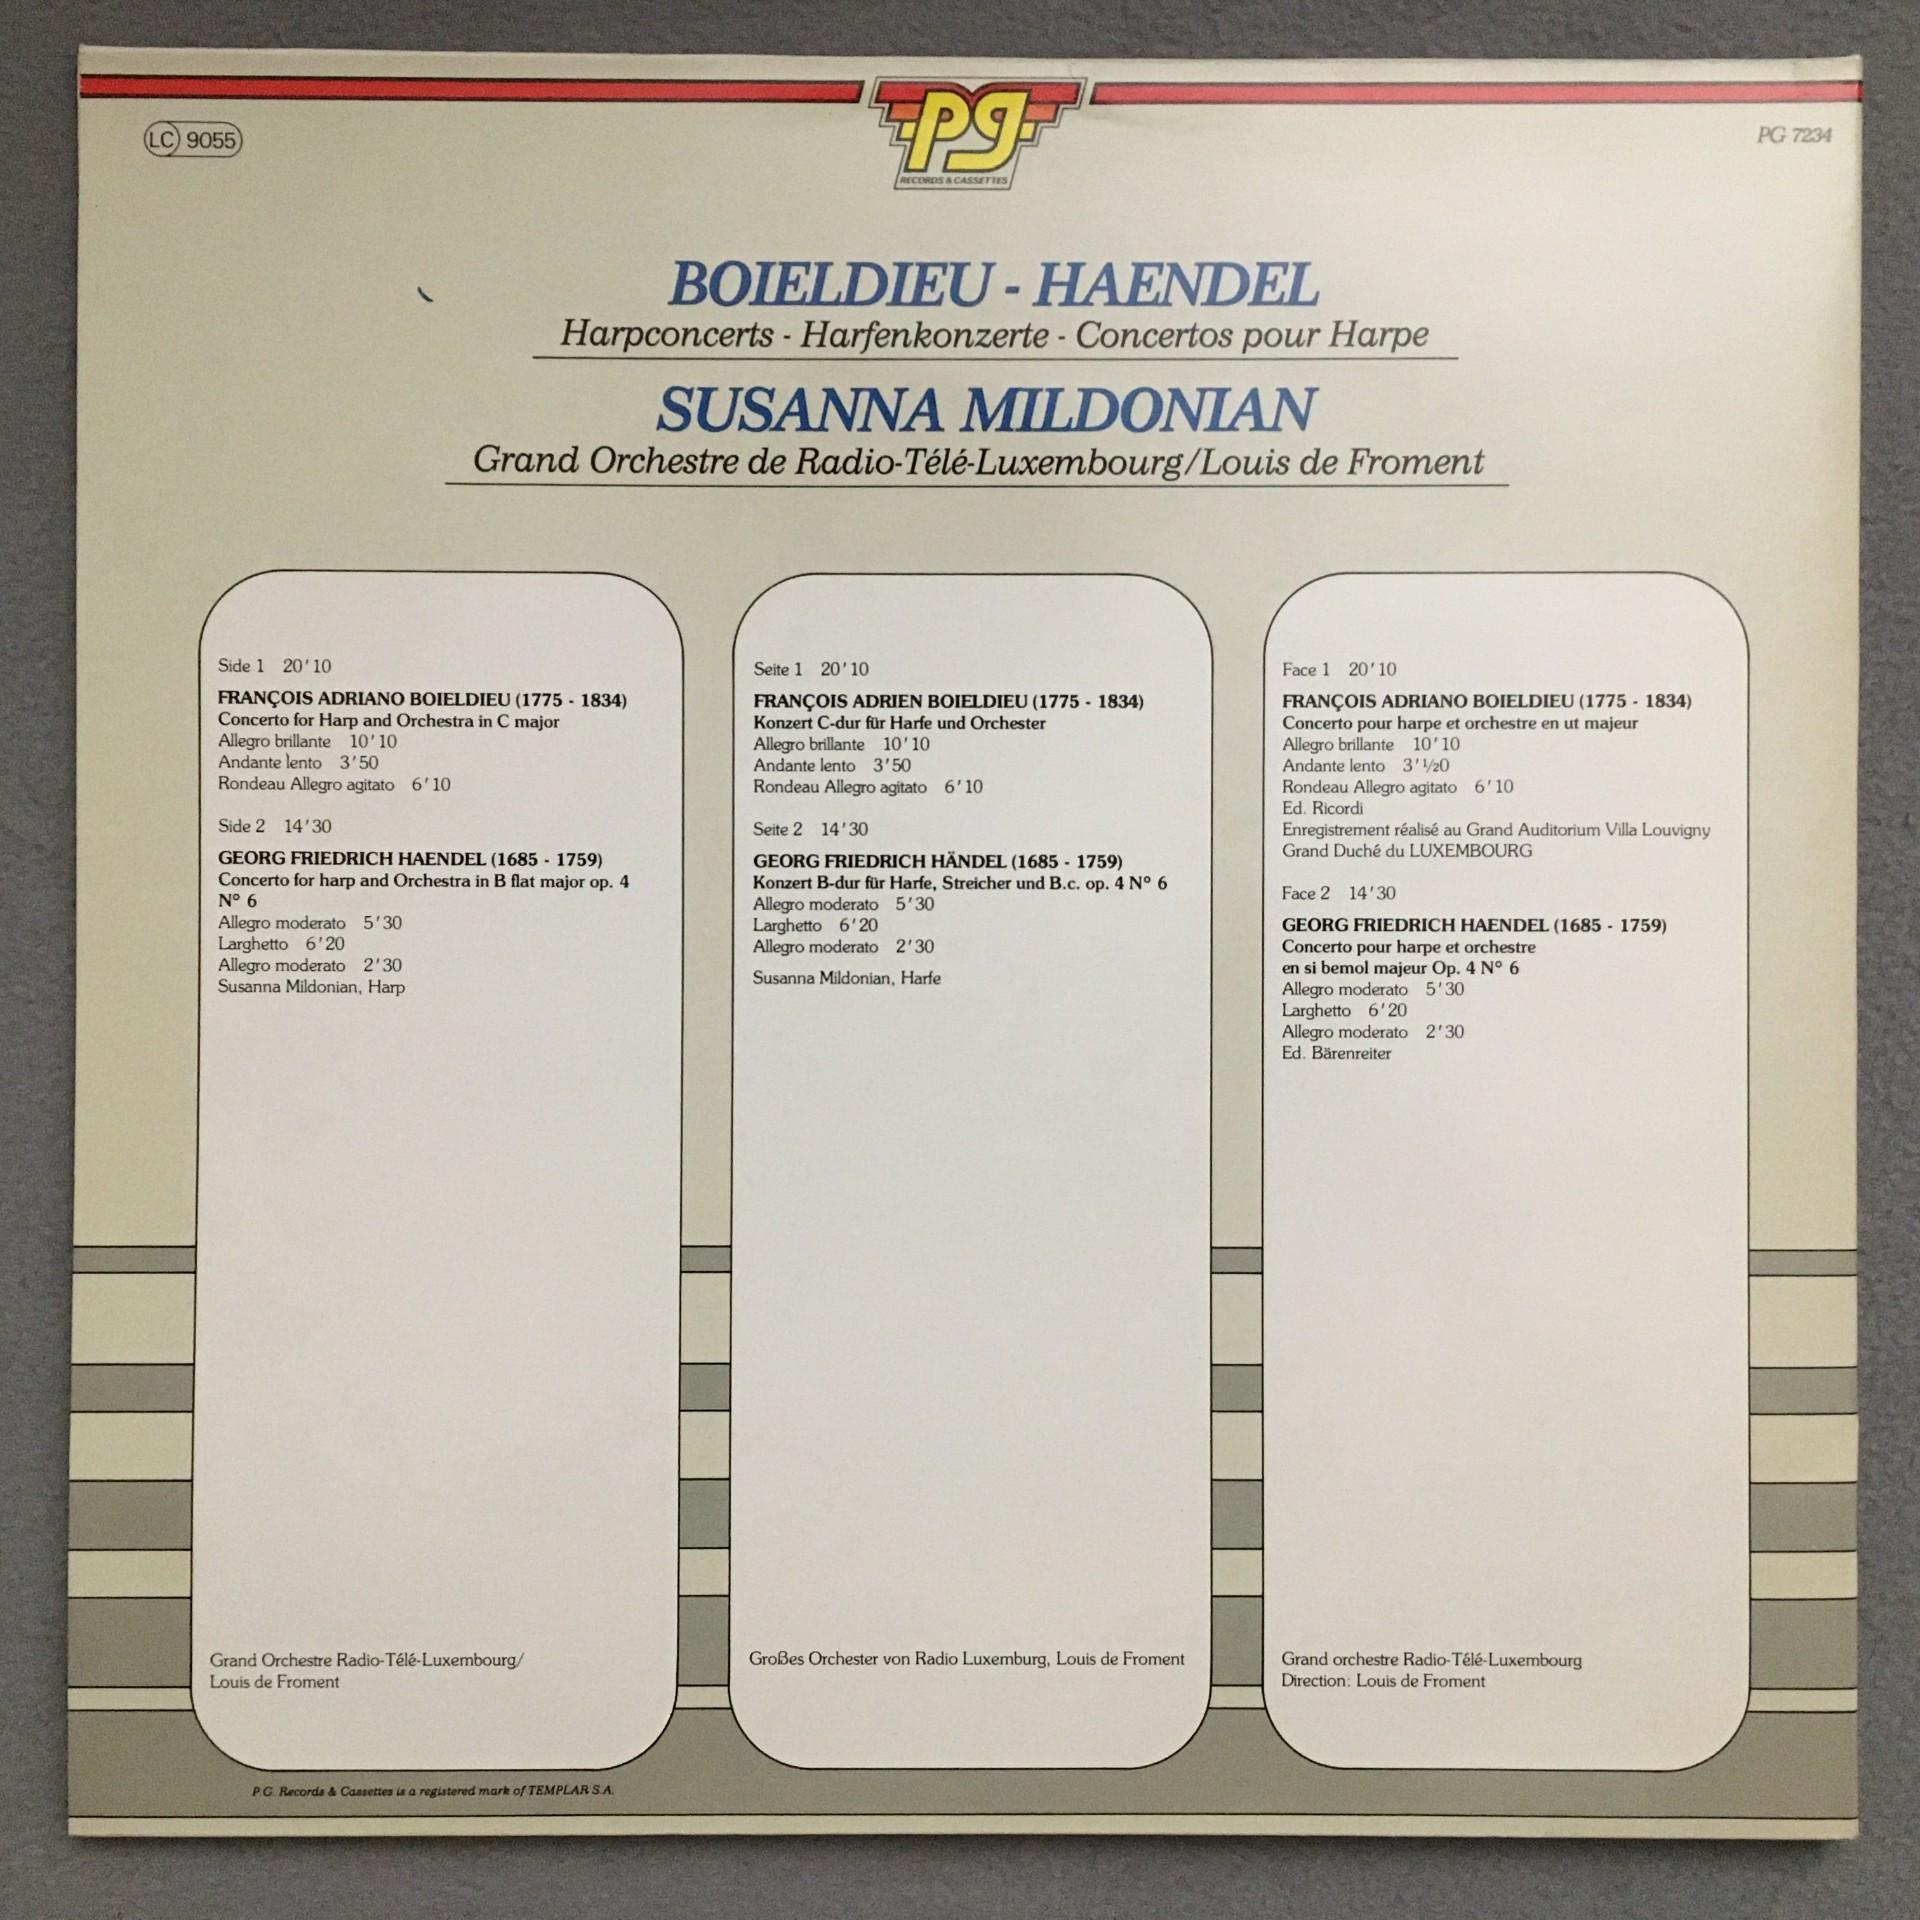 LC 9055
pg
RECORDS & CASSETTES
PG 7234
BOIELDIEU - HAENDEL
Harpconcerts - Harfenkonzerte - Concertos pour Harpe
SUSANNA MILDONIAN
Grand Orchestre de Radio-Télé-Luxembourg/Louis de Froment
Side 1 20'10
FRANÇOIS ADRIANO BOIELDIEU (1775 - 1834)
Concerto for Harp and Orchestra in C major
Allegro brillante 10'10
Andante lento 3'50
Rondeau Allegro agitato 6'10
Side 2 14'30
GEORG FRIEDRICH HAENDEL (1685 - 1759)
Concerto for harp and Orchestra in B flat major op. 4
N° 6
Allegro moderato 5'30
Larghetto 6'20
Allegro moderato 2'30
Susanna Mildonian, Harp
Grand Orchestre Radio-Télé-Luxembourg/
Louis de Froment
Seite 1 20'10
FRANÇOIS ADRIEN BOIELDIEU (1775 - 1834)
Konzert C-dur für Harfe und Orchester
Allegro brillante 10'10
Andante lento 3'50
Rondeau Allegro agitato 6'10
Seite 2 14'30
GEORG FRIEDRICH HÄNDEL (1685 - 1759)
Konzert B-dur für Harfe, Streicher und B.c. op. 4 N° 6
Allegro moderato 5'30
Larghetto 6'20
Allegro moderato 2'30
Susanna Mildonian, Harfe
Großes Orchester von Radio Luxemburg, Louis de Froment
Face 1 20'10
FRANÇOIS ADRIANO BOIELDIEU (1775 - 1834)
Concerto pour harpe et orchestre en ut majeur
Allegro brillante 10'10
Andante lento 3'½0
Rondeau Allegro agitato 6'10
Ed. Ricordi
Enregistrement réalisé au Grand Auditorium Villa Louvigny
Grand Duché du LUXEMBOURG
Face 2 14'30
GEORG FRIEDRICH HAENDEL (1685 - 1759)
Concerto pour harpe et orchestre
en si bemol majeur Op. 4 N° 6
Allegro moderato 5'30
Larghetto 6'20
Allegro moderato 2'30
Ed. Bärenreiter
Grand orchestre Radio-Télé-Luxembourg
Direction: Louis de Froment
P.G. Records & Cassettes is a registered mark of TEMPLAR S.A.